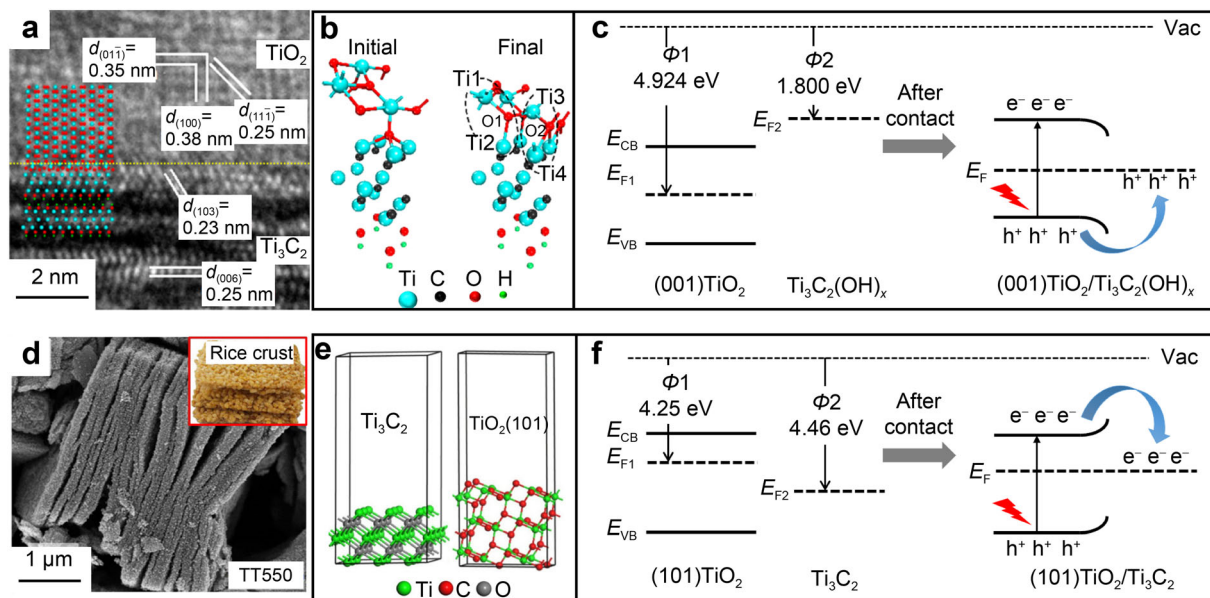 a
TiO2
d(011̄)=
0.35 nm
d(100)=
0.38 nm
d(11̄1̄)=
0.25 nm
d(103)=
0.23 nm
Ti3C2
d(006)=
0.25 nm
2 nm
b
Initial
Final
Ti1
Ti3
O1
O2
Ti2
Ti4
Ti C O H
c
Vac
Φ1
4.924 eV
Φ2
1.800 eV
EF2
ECB
EF1
EVB
After
contact
e− e− e−
EF
h+ h+ h+
h+ h+ h+
(001)TiO2
Ti3C2(OH)x
(001)TiO2/Ti3C2(OH)x
d
Rice crust
1 μm
TT550
e
Ti3C2
TiO2(101)
Ti C O
f
Vac
Φ1
4.25 eV
Φ2
4.46 eV
ECB
EF1
EF2
EVB
After
contact
e− e− e−
e− e− e−
EF
h+ h+ h+
(101)TiO2
Ti3C2
(101)TiO2/Ti3C2